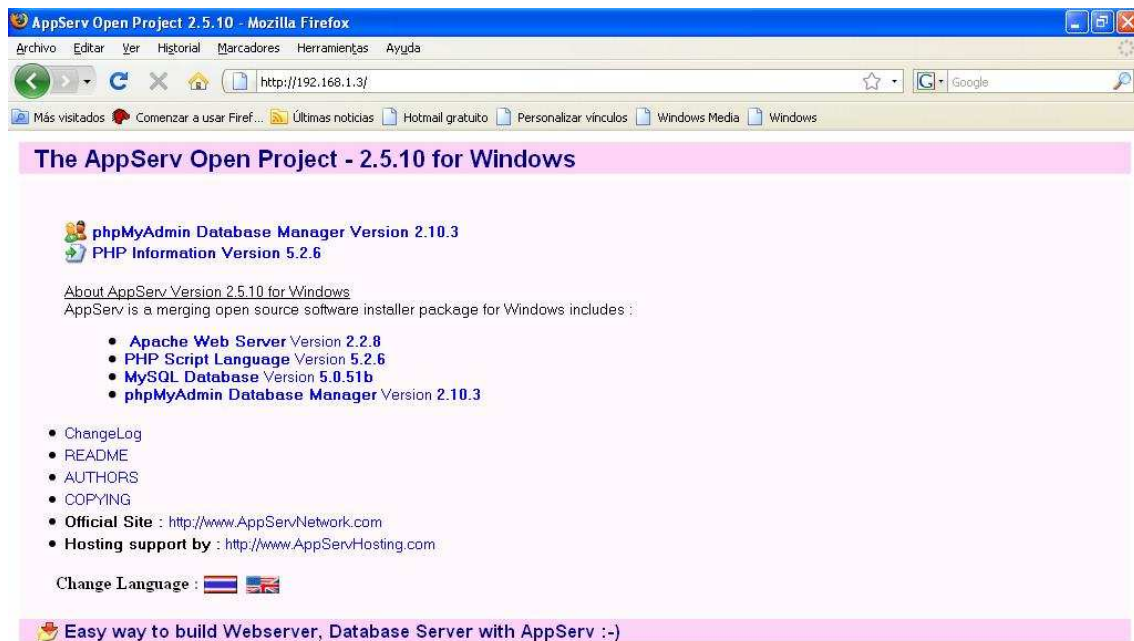 AppServ Open Project 2.5.10 - Mozilla Firefox
Archivo Editar Ver Historial Marcadores Herramientas Ayuda
http://192.168.1.3/ G Google
Más visitados Comenzar a usar Firef... Últimas noticias Hotmail gratuito Personalizar vínculos Windows Media Windows
The AppServ Open Project - 2.5.10 for Windows
phpMyAdmin Database Manager Version 2.10.3
PHP Information Version 5.2.6
About AppServ Version 2.5.10 for Windows
AppServ is a merging open source software installer package for Windows includes :
Apache Web Server Version 2.2.8
PHP Script Language Version 5.2.6
MySQL Database Version 5.0.51b
phpMyAdmin Database Manager Version 2.10.3
ChangeLog
README
AUTHORS
COPYING
Official Site : http://www.AppServNetwork.com
Hosting support by : http://www.AppServHosting.com
Change Language :
Easy way to build Webserver, Database Server with AppServ :-)